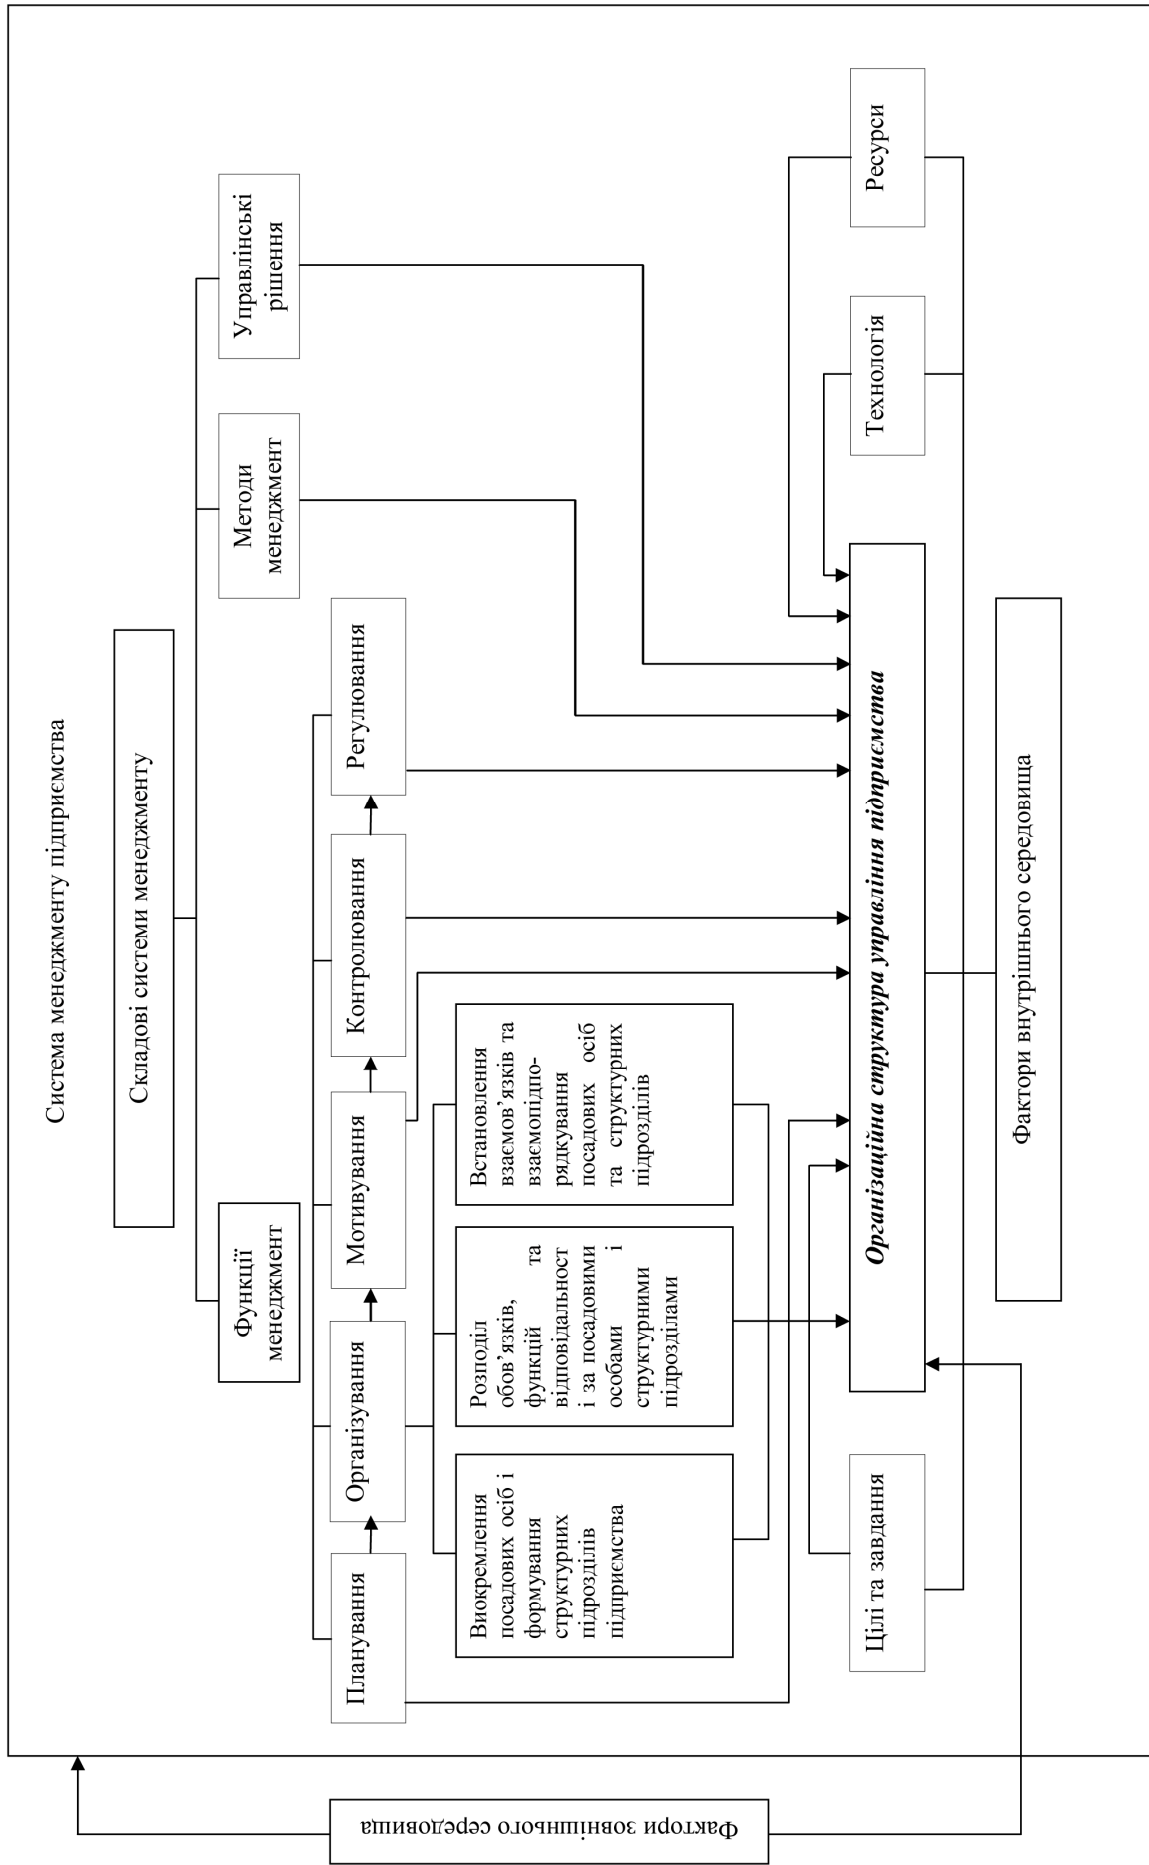 Система менеджменту підприємства
Складові системи менеджменту
Функції
менеджмент
Методи
менеджмент
Управлінські
рішення
Планування
Організування
Мотивування
Контролювання
Регулювання
Виокремлення
посадових осіб і
формування
структурних
підрозділів
підприємства
Розподіл
обов’язків,
функцій та
відповідальност
і за посадовими
особами і
структурними
підрозділами
Встановлення
взаємов’язків та
взаємопідпо-
рядкування
посадових осіб
та структурних
підрозділів
Цілі та завдання
Організаційна структура управління підприємства
Технологія
Ресурси
Фактори внутрішнього середовища
Фактори зовнішнього середовища